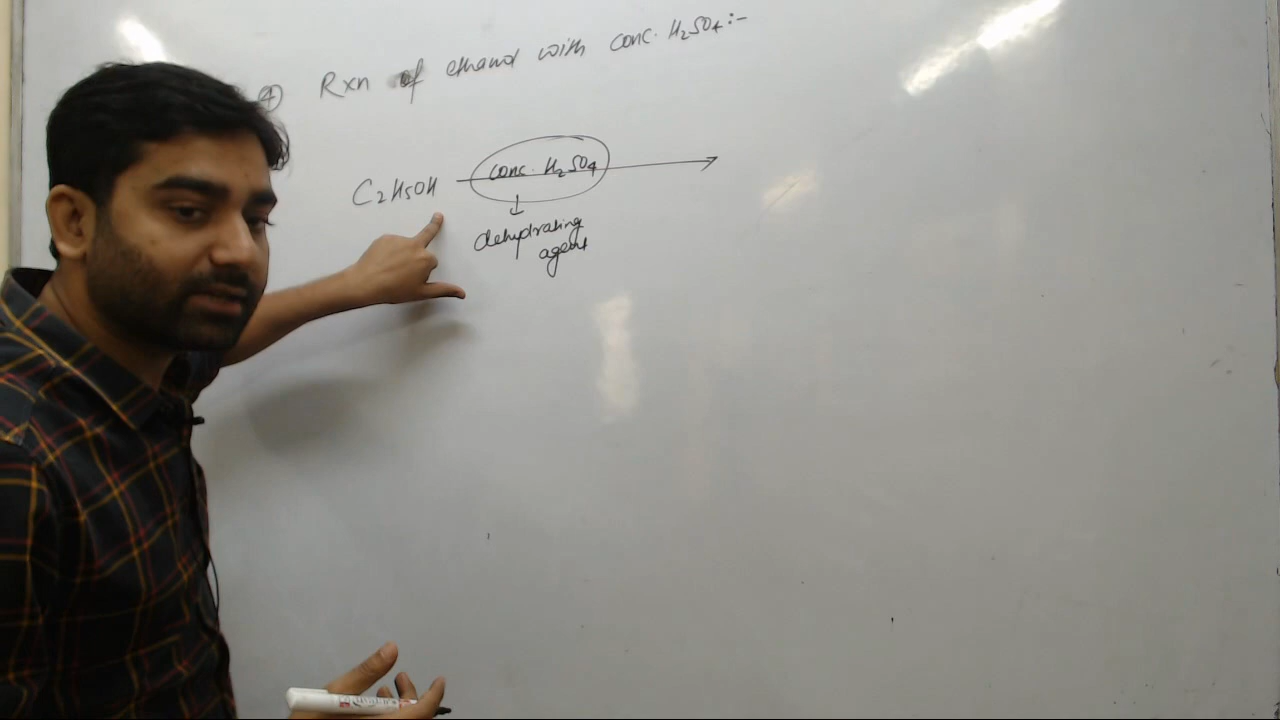 ④ Rxn of ethanol with conc. H₂SO₄:-
C₂H₅OH conc. H₂SO₄ →
↓
dehydrating
agent